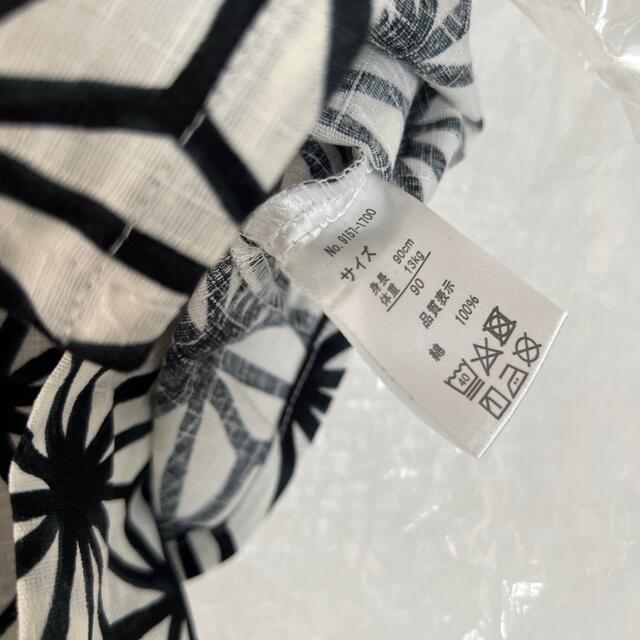 No. 9151-1700
サイズ
身長 90cm
体重 13kg
90
品質表示
綿 100%